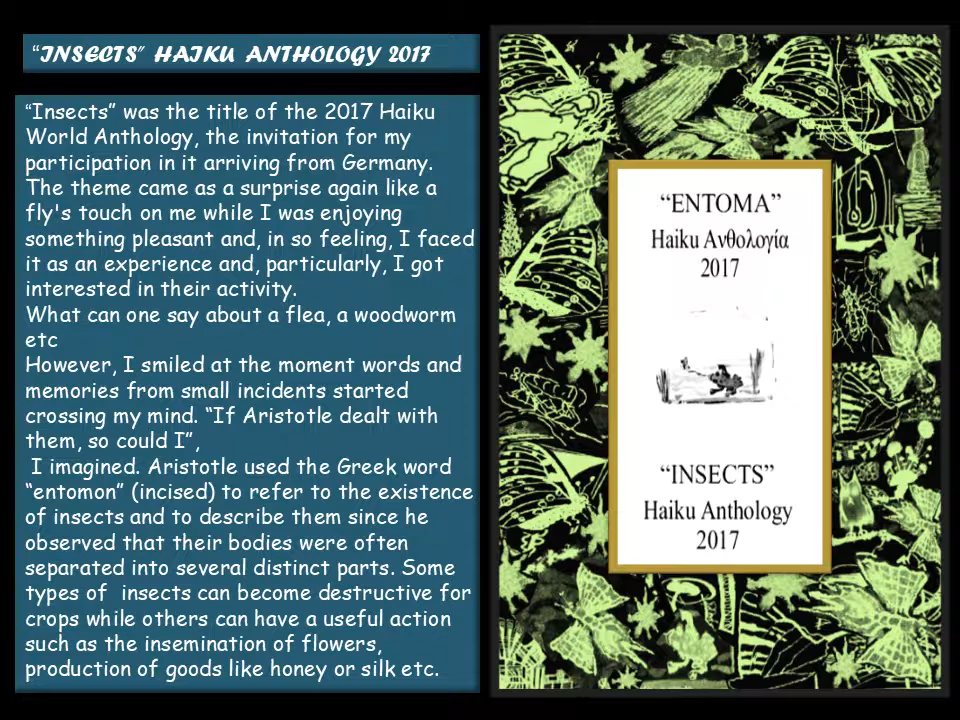 “INSECTS” HAIKU ANTHOLOGY 2017
“Insects” was the title of the 2017 Haiku
World Anthology, the invitation for my
participation in it arriving from Germany.
The theme came as a surprise again like a
fly's touch on me while I was enjoying
something pleasant and, in so feeling, I faced
it as an experience and, particularly, I got
interested in their activity.
What can one say about a flea, a woodworm
etc
However, I smiled at the moment words and
memories from small incidents started
crossing my mind. “If Aristotle dealt with
them, so could I”,
I imagined. Aristotle used the Greek word
“entomon” (incised) to refer to the existence
of insects and to describe them since he
observed that their bodies were often
separated into several distinct parts. Some
types of insects can become destructive for
crops while others can have a useful action
such as the insemination of flowers,
production of goods like honey or silk etc.
“ENTOMA”
Haiku Ανθολογία
2017
“INSECTS”
Haiku Anthology
2017